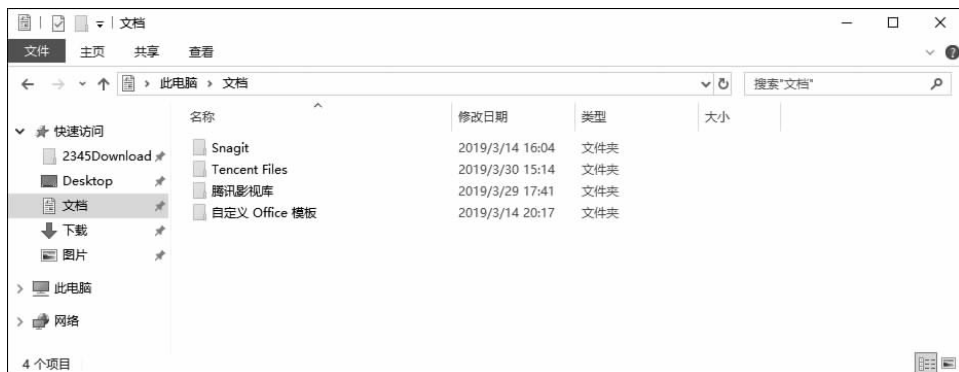 文档
文件 主页 共享 查看
此电脑 › 文档 搜索"文档"
名称 修改日期 类型 大小
快速访问
2345Download
Desktop
文档
下载
图片
此电脑
网络
Snagit 2019/3/14 16:04 文件夹
Tencent Files 2019/3/30 15:14 文件夹
腾讯影视库 2019/3/29 17:41 文件夹
自定义 Office 模板 2019/3/14 20:17 文件夹
4 个项目